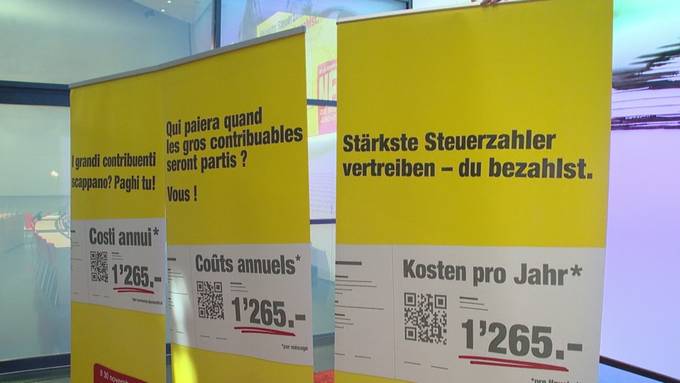 I grandi contribuenti
scappano? Paghi tu!
Costi annui*
1'265.-
Qui paiera quand
les gros contribuables
seront partis ?
Vous !
Coûts annuels*
1'265.-
*par ménage
Stärkste Steuerzahler
vertreiben – du bezahlst.
Kosten pro Jahr*
1'265.-